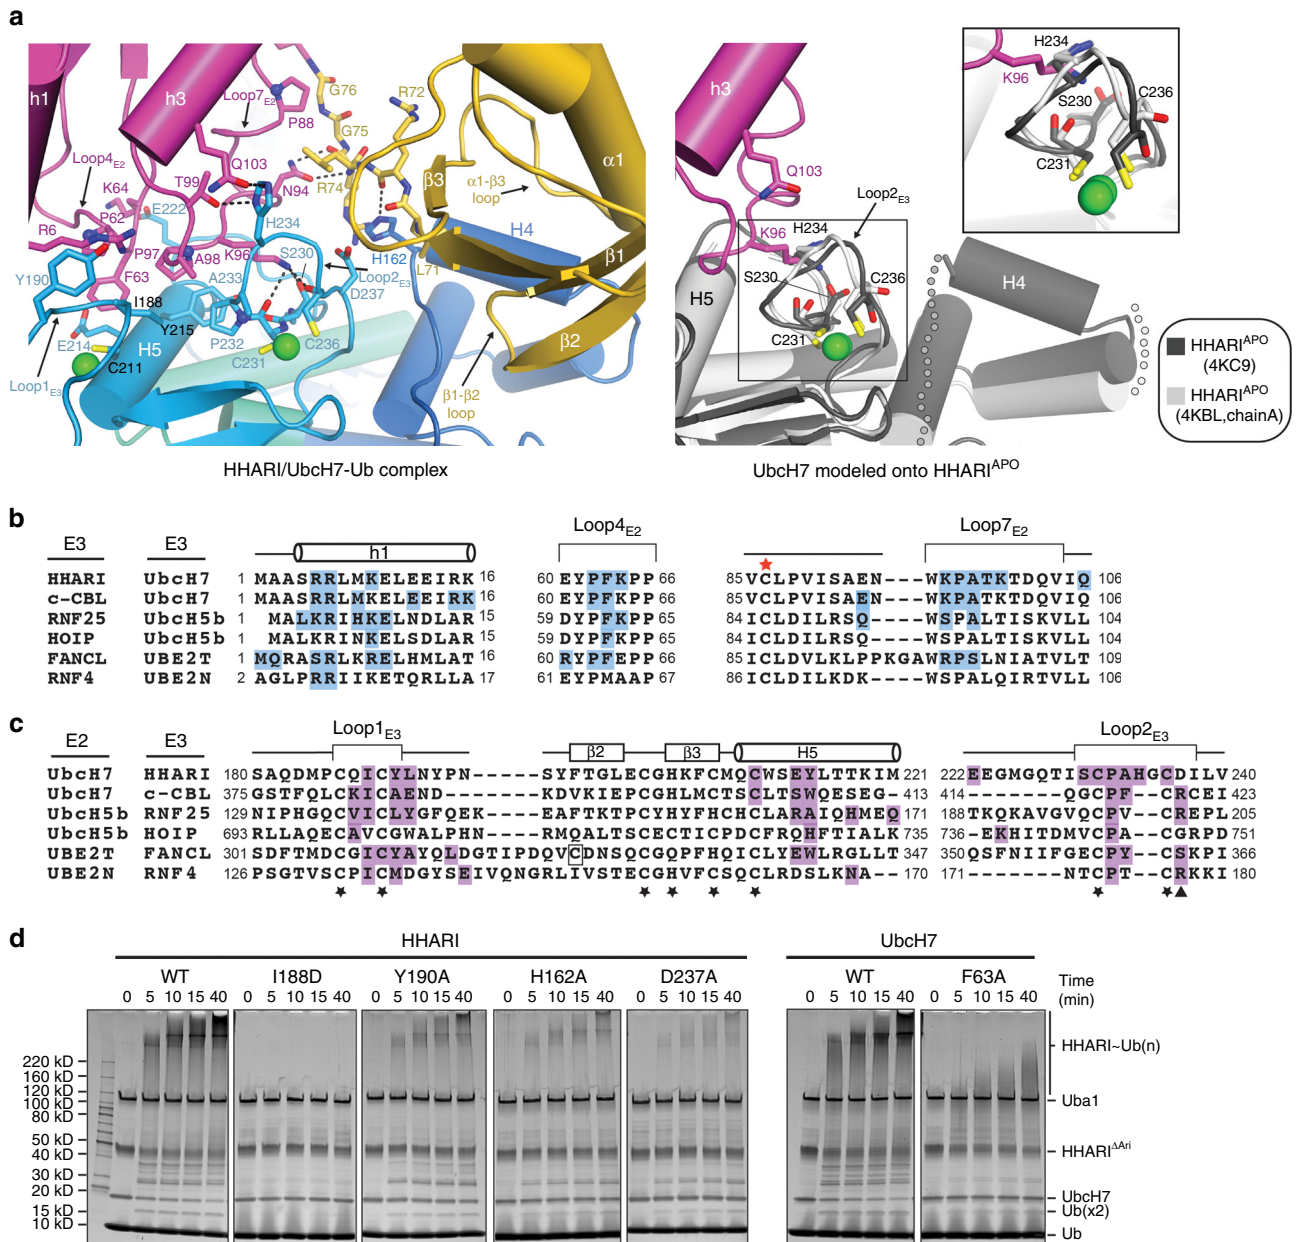 a
h1
h3
Loop7E2
G76
R72
P88
G75
α1
Loop4E2
Q103
β3
α1-β3
loop
K64
T99
N94
R74
P62
E222
H234
H4
R6
P97
A98
K96
S230
H162
β1
F63
L71
Y190
A233
Loop2E3
I188
D237
Y215
β2
E214
H5
P232
C236
C211
C231
β1-β2
loop
Loop1E3
HHARI/UbcH7-Ub complex
h3
Q103
K96
H234
Loop2E3
S230
C236
H5
C231
H4
H234
K96
S230
C236
C231
HHARIAPO
(4KC9)
HHARIAPO
(4KBL,chainA)
UbcH7 modeled onto HHARIAPO
b
E3 E3 h1 Loop4E2 Loop7E2
HHARI UbcH7 1 MAASRRLMKELEEIRK 16 60 EYPFKPP 66 85 VCLPVISAEN---WKPATKTDQVIQ 106
c-CBL UbcH7 1 MAASRRLMKELEEIRK 16 60 EYPFKPP 66 85 VCLPVISAEN---WKPATKTDQVIQ 106
RNF25 UbcH5b 1 MALKRIHKELNDLAR 15 59 DYPFKPP 65 84 ICLDILRSQ----WSPALTISKVLL 104
HOIP UbcH5b 1 MALKRINKELSDLAR 15 59 DYPFKPP 65 84 ICLDILRSQ----WSPALTISKVLL 104
FANCL UBE2T 1 MQRASRLKRELHMLAT 16 60 RYPFEPP 66 85 ICLDVLKLPPKGAWRPSLNIATVLT 109
RNF4 UBE2N 2 AGLPRRIIKETQRLLA 17 61 EYPMAAP 67 86 ICLDILKDK----WSPALQIRTVLL 106
c
E2 E3 Loop1E3 β2 β3 H5 Loop2E3
UbcH7 HHARI 180 SAQDMPCQICYLNYPN-----SYFTGLECGHKFCMQCWSEYLTTKIM 221 222 EEGMGQTISCPAHGCDILV 240
UbcH7 c-CBL 375 GSTFQLCKICAEND-------KDVKIEPCGHLMCTSCLTSWQESEG- 413 414 ------QGCPF--CRCEI 423
UbcH5b RNF25 129 NIPHGQCVICLYGFQEK----EAFTKTPCYHYFHCHCLARAIQHMEQ 171 188 TKQKAVGVQCPV--CREPL 205
UbcH5b HOIP 693 RLLAQECAVCGWALPHN----RMQALTSCECTICPDCFRQHFTIALK 735 736 -EKHITDMVCPA--CGRPD 751
UBE2T FANCL 301 SDFTMDCGICYAYQLDGTIPDQVCDNSQCGQPFHQICLYEWLRGLLT 347 350 QSFNIIFGECPY--CSKPI 366
UBE2N RNF4 126 PSGTVSCPICMDGYSEIVQNGRLIVSTECGHVFCSQCLRDSLKNA-- 170 171 -------NTCPT--CRKKI 180
d
HHARI UbcH7
WT I188D Y190A H162A D237A WT F63A Time
0 5 10 15 40 0 5 10 15 40 0 5 10 15 40 0 5 10 15 40 0 5 10 15 40 0 5 10 15 40 0 5 10 15 40 (min)
HHARI~Ub(n)
220 kD
160 kD
120 kD
100 kD
80 kD
Uba1
50 kD
40 kD
HHARIΔAri
30 kD
20 kD
UbcH7
15 kD
Ub(x2)
10 kD
Ub